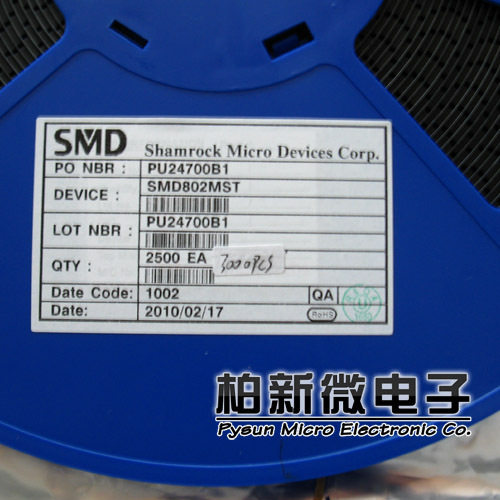 SMD Shamrock Micro Devices Corp.
PO NBR : PU24700B1
DEVICE : SMD802MST
LOT NBR : PU24700B1
QTY : 2500 EA 3000PCS
Date Code: 1002 QA
Date: 2010/02/17 RoHS
柏新微电子
Pysun Micro Electronic Co.